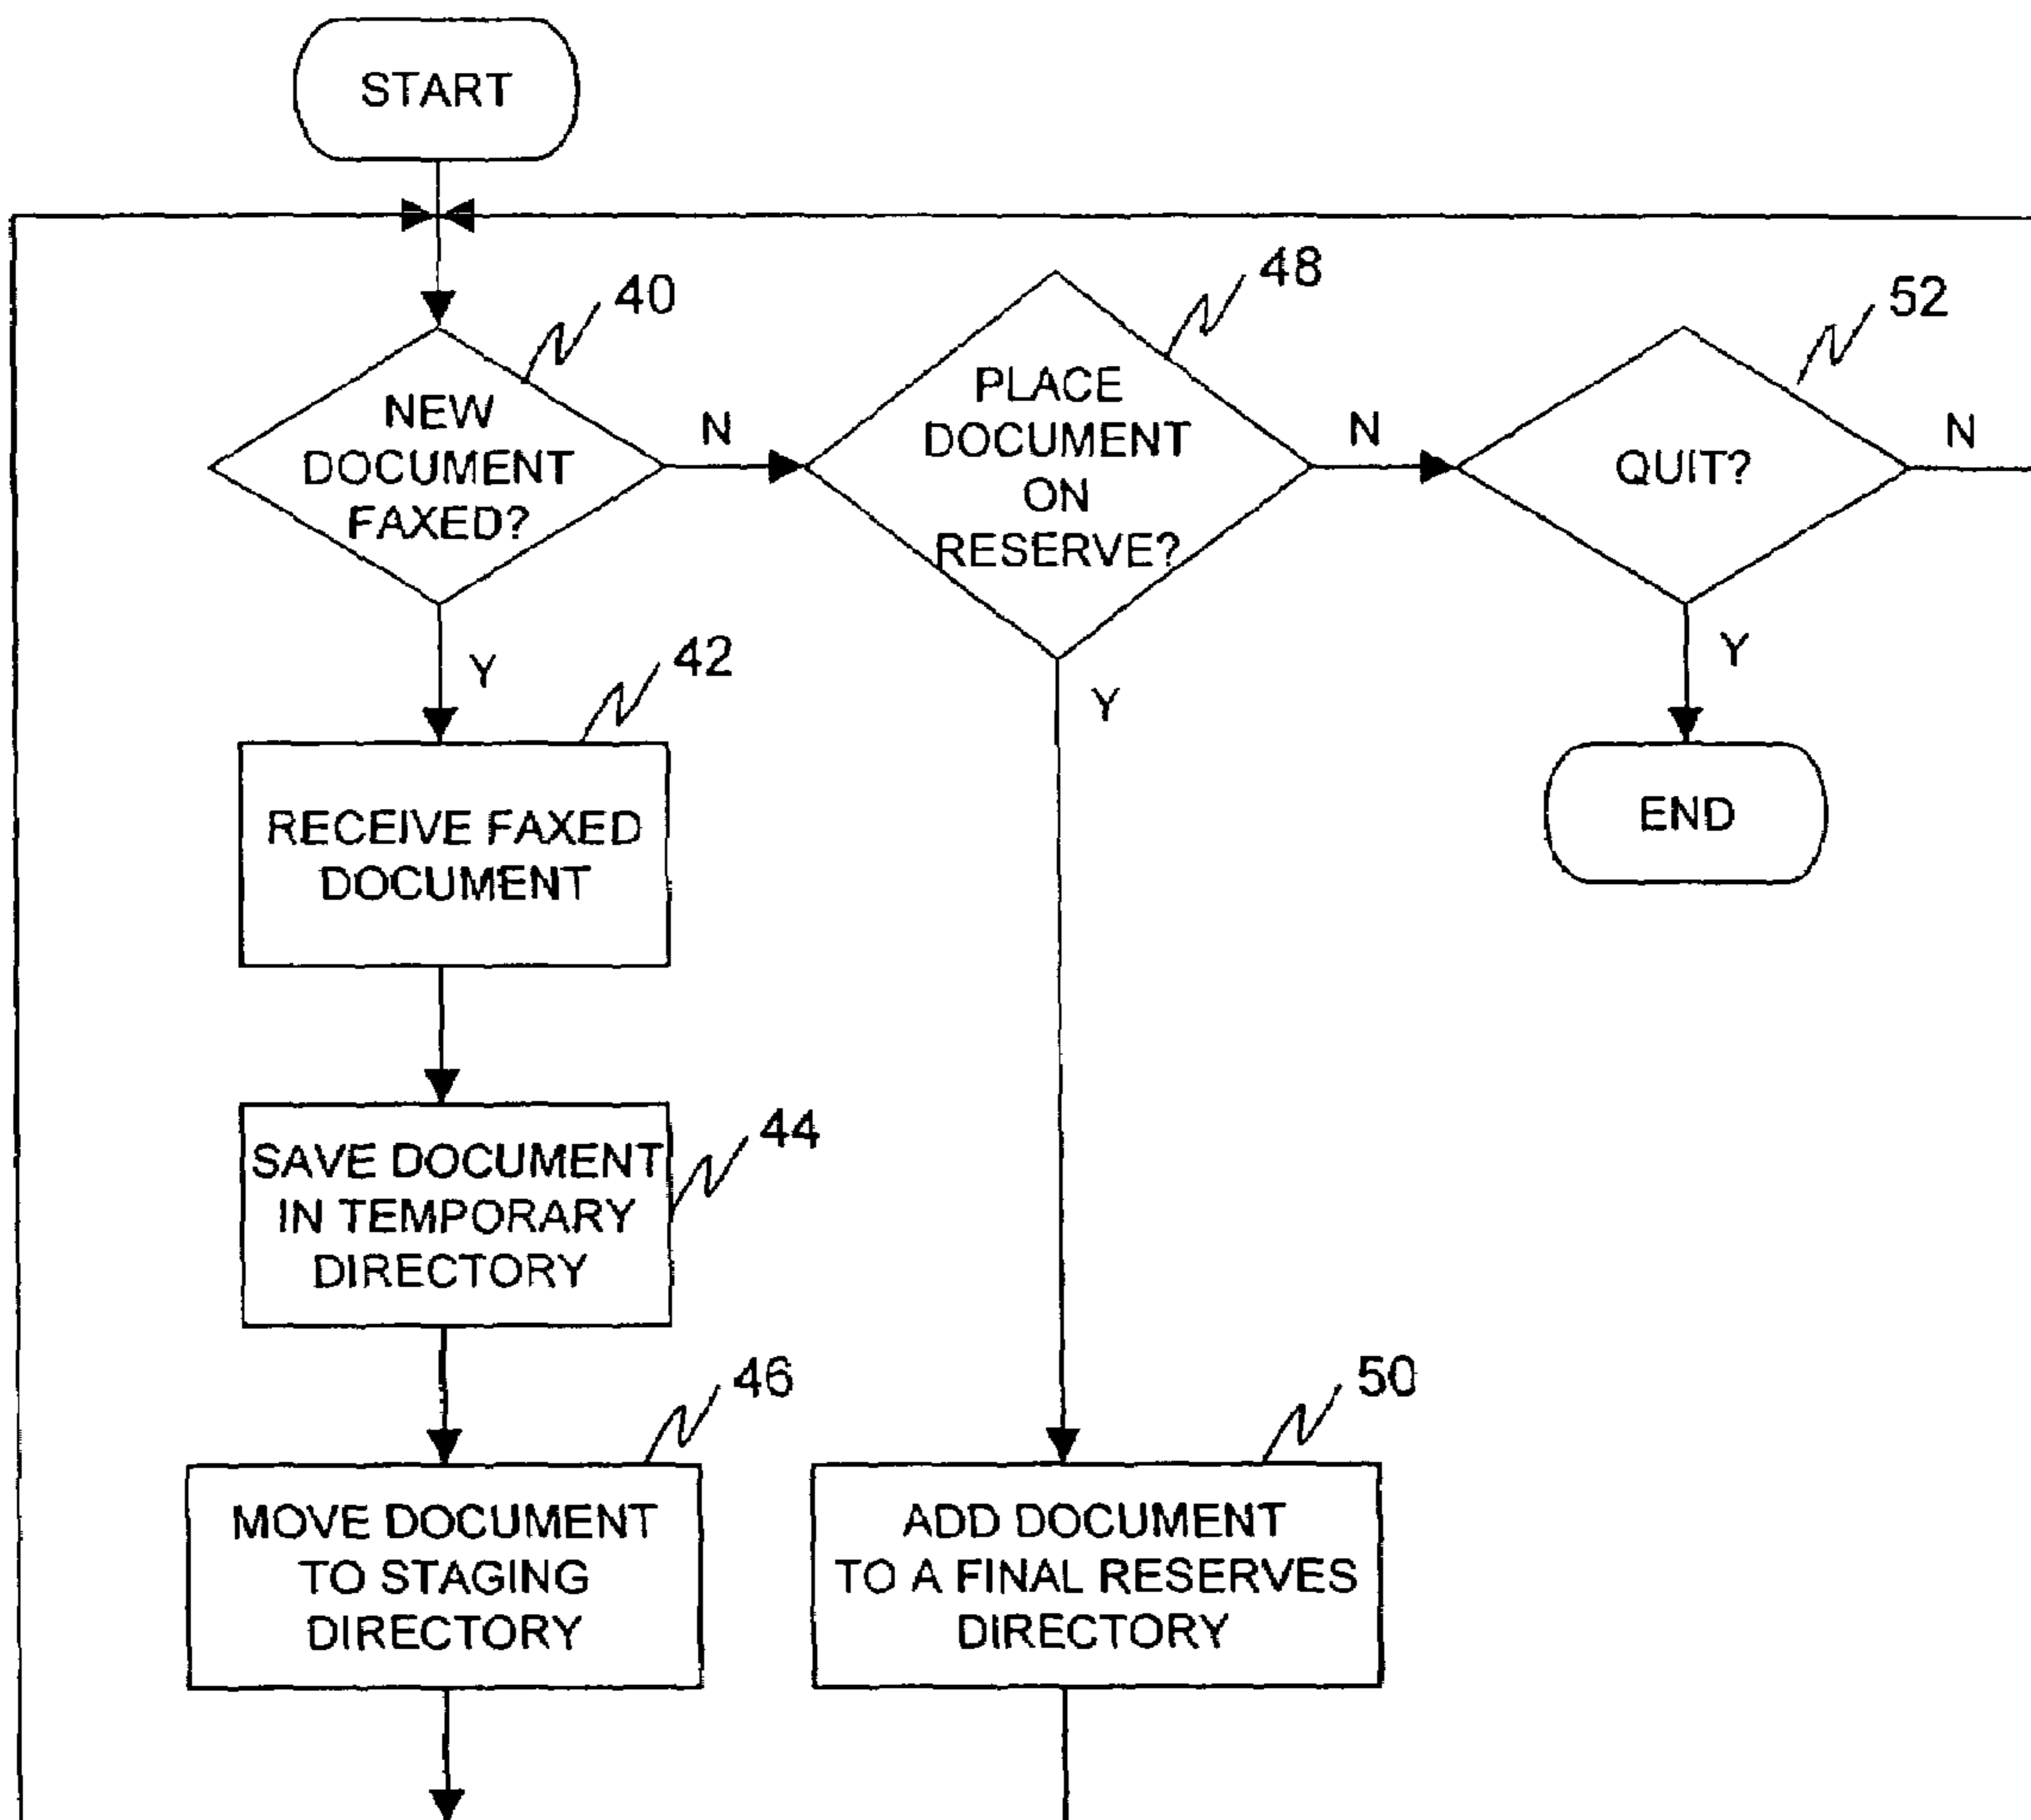 START
40
NEW
DOCUMENT
FAXED?
N
Y
48
PLACE
DOCUMENT
ON
RESERVE?
N
Y
52
QUIT?
N
Y
END
42
RECEIVE FAXED
DOCUMENT
44
SAVE DOCUMENT
IN TEMPORARY
DIRECTORY
46
MOVE DOCUMENT
TO STAGING
DIRECTORY
50
ADD DOCUMENT
TO A FINAL RESERVES
DIRECTORY